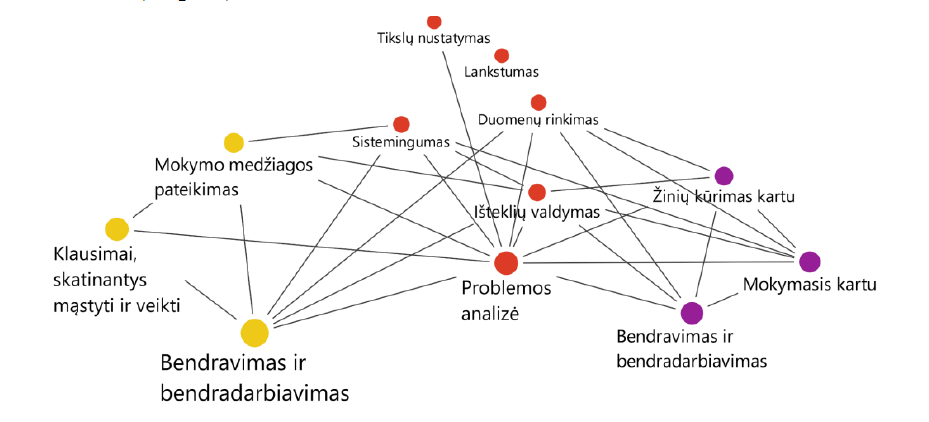 Tikslų nustatymas
Lankstumas
Duomenų rinkimas
Sistemingumas
Mokymo medžiagos
pateikimas
Žinių kūrimas kartu
Išteklių valdymas
Klausimai,
skatinantys
mąstyti ir veikti
Problemos
analizė
Mokymasis kartu
Bendravimas ir
bendradarbiavimas
Bendravimas ir
bendradarbiavimas